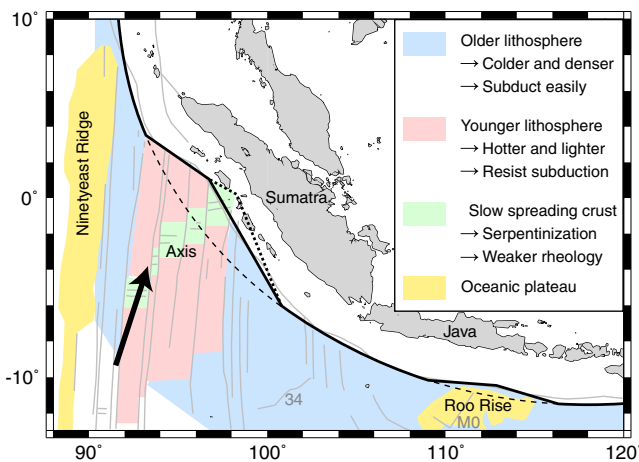 10˚
0˚
-10˚
90˚
100˚
110˚
120˚
Ninetyeast Ridge
Axis
Sumatra
Java
Roo Rise
34
M0
Older lithosphere
→ Colder and denser
→ Subduct easily
Younger lithosphere
→ Hotter and lighter
→ Resist subduction
Slow spreading crust
→ Serpentinization
→ Weaker rheology
Oceanic plateau